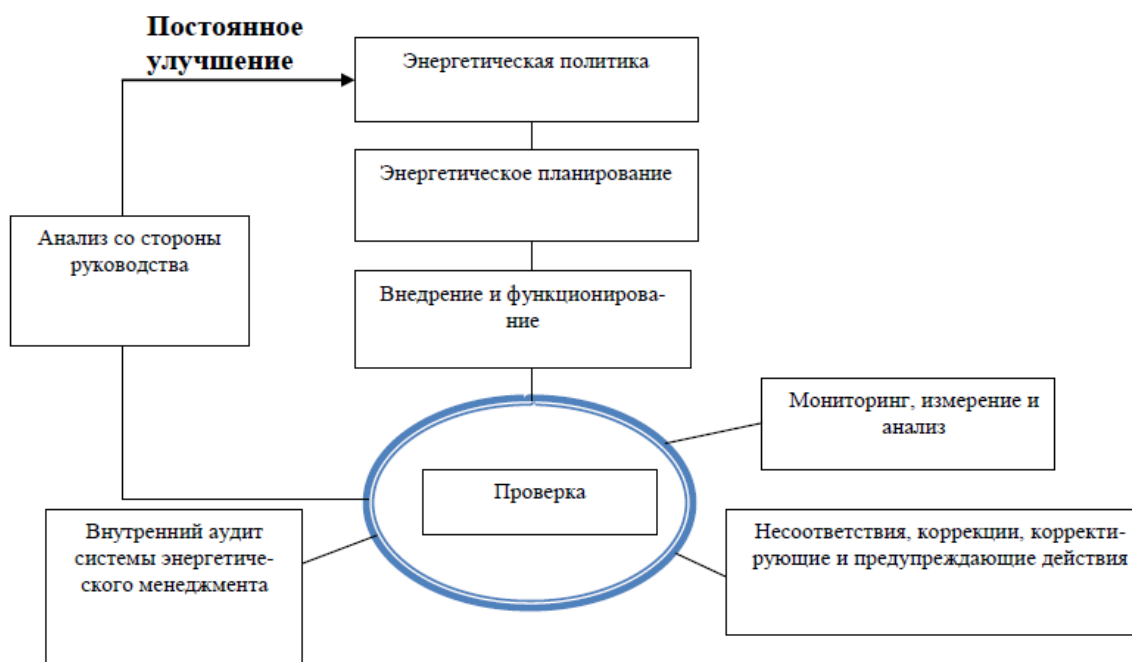 Постоянное
улучшение
Энергетическая политика
Энергетическое планирование
Анализ со стороны
руководства
Внедрение и функционирова-
ние
Мониторинг, измерение и
анализ
Проверка
Внутренний аудит
системы энергетиче-
ского менеджмента
Несоответствия, коррекции, корректи-
рующие и предупреждающие действия